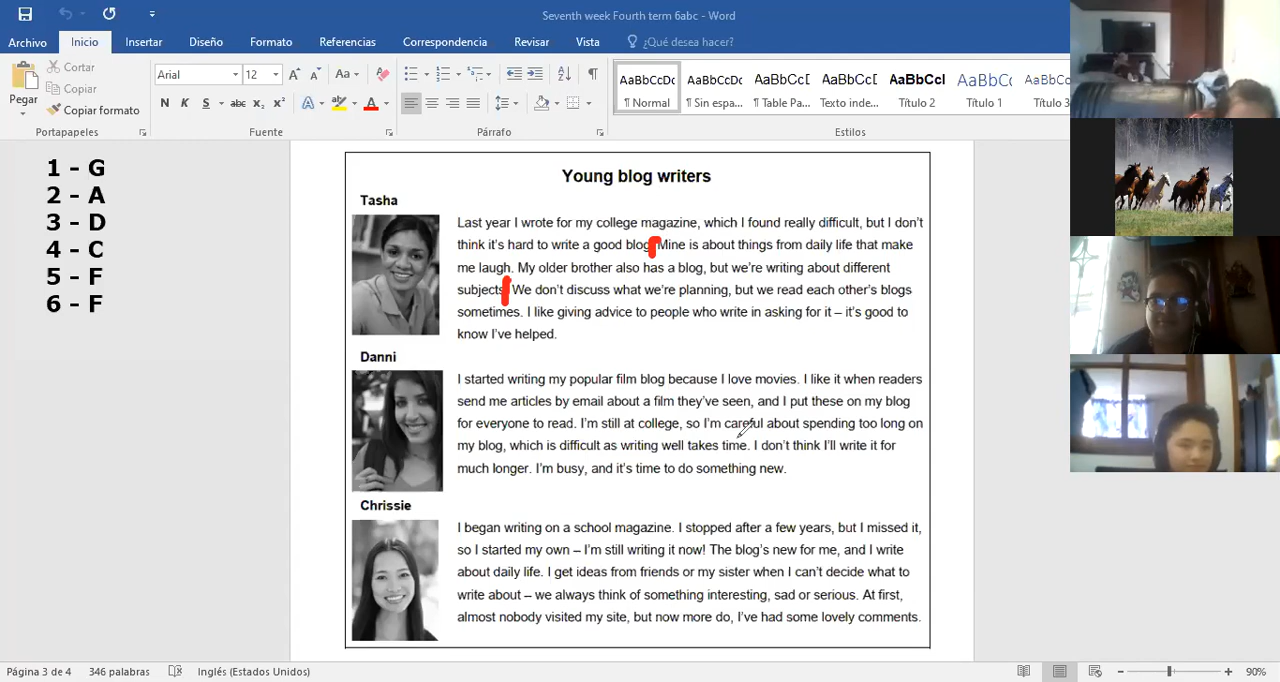 Seventh week Fourth term 6abc - Word
Archivo Inicio Insertar Diseño Formato Referencias Correspondencia Revisar Vista ¿Qué desea hacer?
Pegar
Cortar
Copiar
Copiar formato
Portapapeles
Arial 12 Aa
N K S abc x₂ x² A A
Fuente
Párrafo
AaBbCcDc AaBbCcDc AaBbCcD AaBbCcD AaBbCcI AaBbCcD AaBbCcD
¶ Normal ¶ Sin espa... ¶ Table Pa... Texto inde... Título 2 Título 1 Título 3
Estilos
1 - G
2 - A
3 - D
4 - C
5 - F
6 - F
Young blog writers
Tasha
Last year I wrote for my college magazine, which I found really difficult, but I don't
think it's hard to write a good blog. Mine is about things from daily life that make
me laugh. My older brother also has a blog, but we're writing about different
subjects. We don't discuss what we're planning, but we read each other's blogs
sometimes. I like giving advice to people who write in asking for it – it's good to
know I've helped.
Danni
I started writing my popular film blog because I love movies. I like it when readers
send me articles by email about a film they've seen, and I put these on my blog
for everyone to read. I'm still at college, so I'm careful about spending too long on
my blog, which is difficult as writing well takes time. I don't think I'll write it for
much longer. I'm busy, and it's time to do something new.
Chrissie
I began writing on a school magazine. I stopped after a few years, but I missed it,
so I started my own – I'm still writing it now! The blog's new for me, and I write
about daily life. I get ideas from friends or my sister when I can't decide what to
write about – we always think of something interesting, sad or serious. At first,
almost nobody visited my site, but now more do, I've had some lovely comments.
Página 3 de 4 346 palabras Inglés (Estados Unidos) 90%